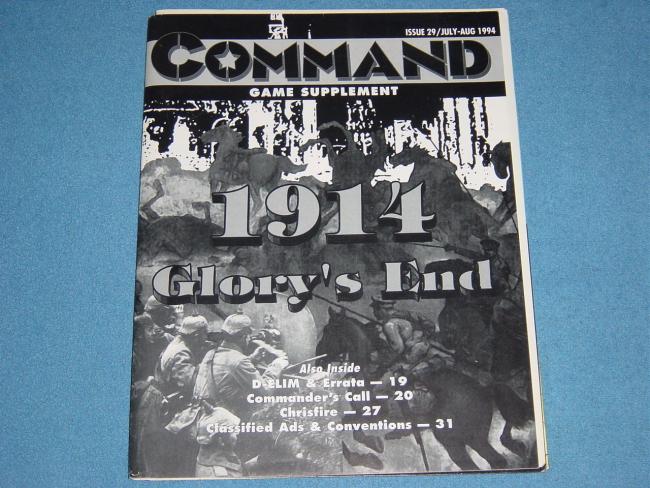 ISSUE 29/JULY-AUG 1994
COMMAND
GAME SUPPLEMENT
1914
Glory's End
Also Inside
D-ELIM & Errata — 19
Commander's Call — 20
Chrisfire — 27
Classified Ads & Conventions — 31